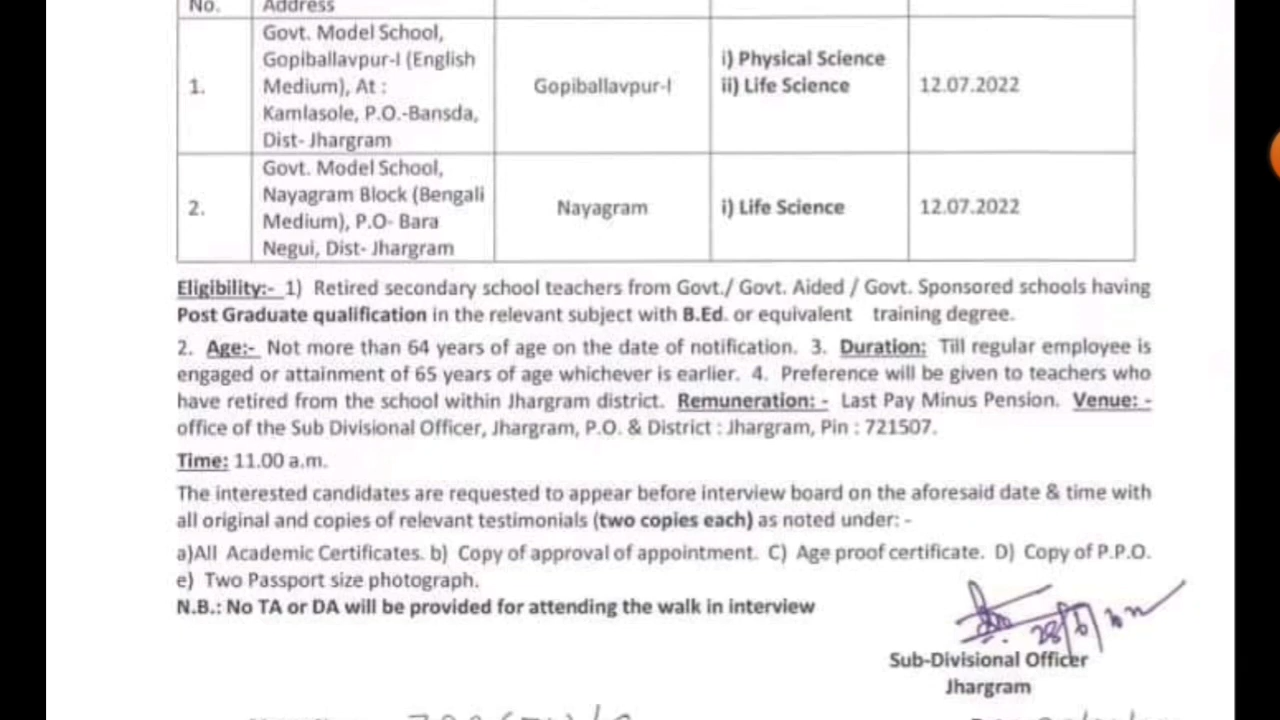 No. Address
Govt. Model School,
Gopiballavpur-I (English
Medium), At :
Kamlasole, P.O.-Bansda,
Dist- Jhargram
1.
Gopiballavpur-I
i) Physical Science
ii) Life Science
12.07.2022
Govt. Model School,
Nayagram Block (Bengali
Medium), P.O- Bara
Negui, Dist- Jhargram
2.
Nayagram
i) Life Science
12.07.2022
Eligibility:- 1) Retired secondary school teachers from Govt./ Govt. Aided / Govt. Sponsored schools having
Post Graduate qualification in the relevant subject with B.Ed. or equivalent training degree.
2. Age:- Not more than 64 years of age on the date of notification. 3. Duration: Till regular employee is
engaged or attainment of 65 years of age whichever is earlier. 4. Preference will be given to teachers who
have retired from the school within Jhargram district. Remuneration: - Last Pay Minus Pension. Venue: -
office of the Sub Divisional Officer, Jhargram, P.O. & District : Jhargram, Pin : 721507.
Time: 11.00 a.m.
The interested candidates are requested to appear before interview board on the aforesaid date & time with
all original and copies of relevant testimonials (two copies each) as noted under: -
a)All Academic Certificates. b) Copy of approval of appointment. C) Age proof certificate. D) Copy of P.P.O.
e) Two Passport size photograph.
N.B.: No TA or DA will be provided for attending the walk in interview
Sub-Divisional Officer
Jhargram